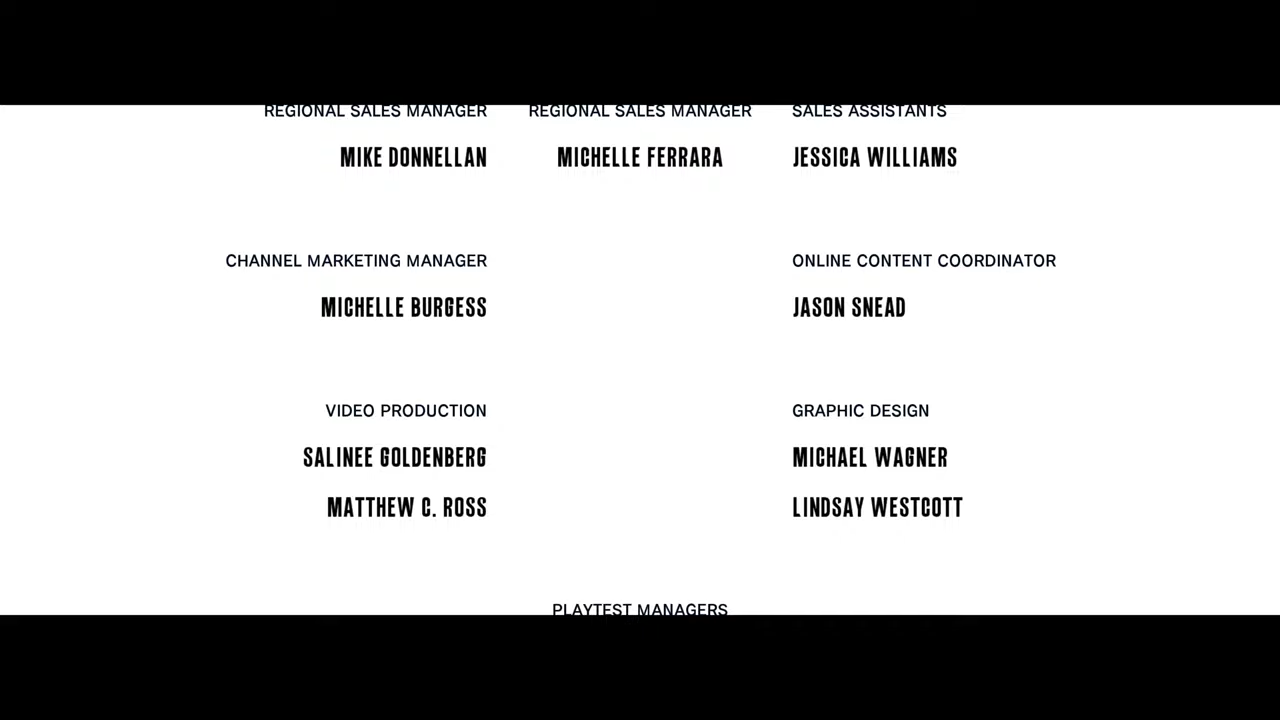 REGIONAL SALES MANAGER REGIONAL SALES MANAGER SALES ASSISTANTS
MIKE DONNELLAN MICHELLE FERRARA JESSICA WILLIAMS
CHANNEL MARKETING MANAGER ONLINE CONTENT COORDINATOR
MICHELLE BURGESS JASON SNEAD
VIDEO PRODUCTION GRAPHIC DESIGN
SALINEE GOLDENBERG MICHAEL WAGNER
MATTHEW C. ROSS LINDSAY WESTCOTT
PLAYTEST MANAGERS